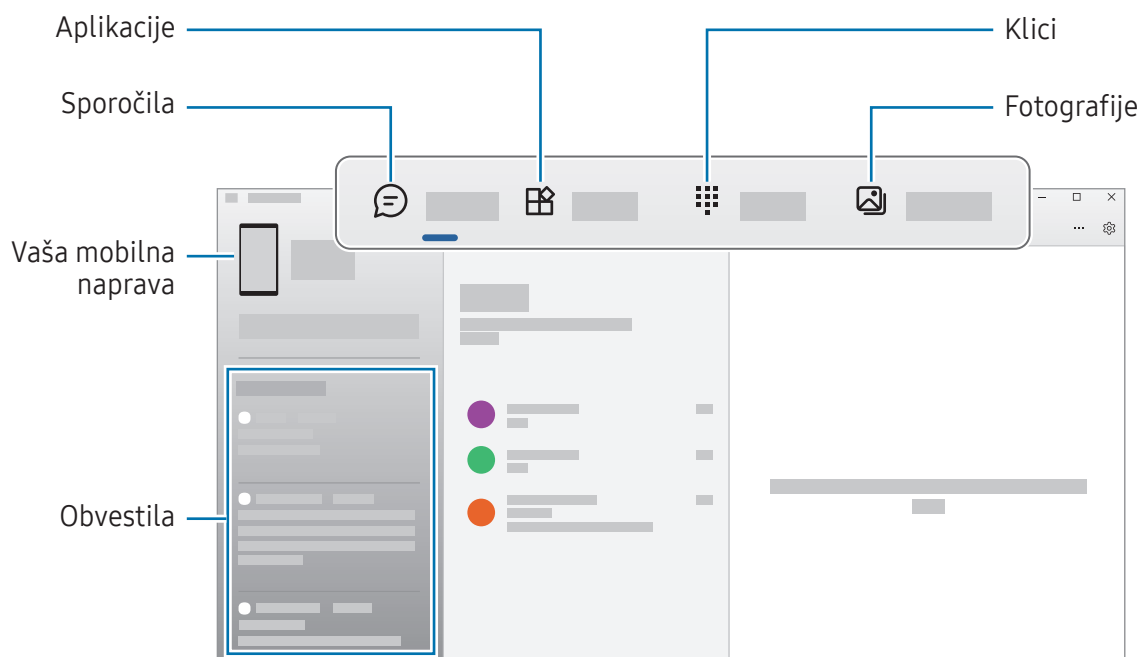 Aplikacije
Klici
Sporočila
Fotografije
Vaša mobilna
naprava
Obvestila